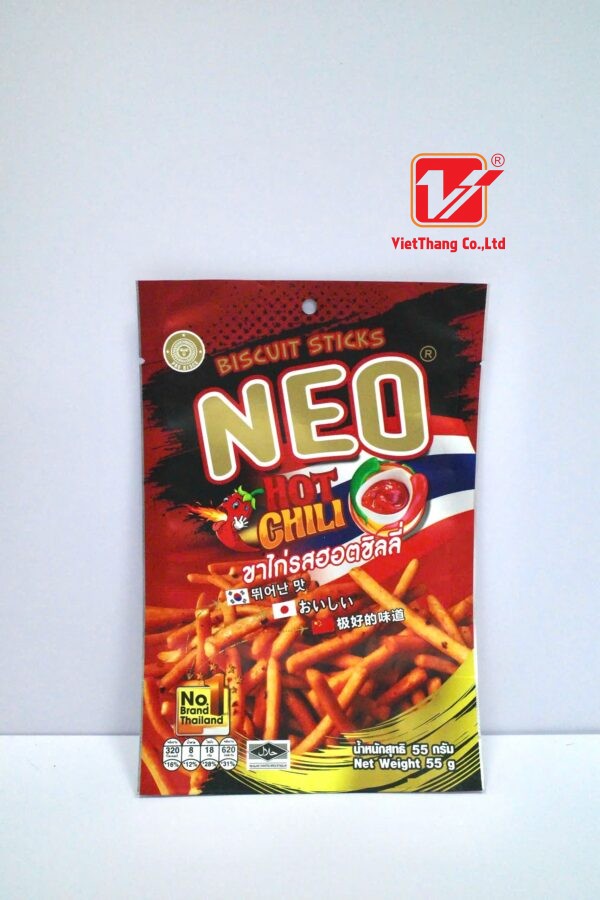 ®
VietThang Co.,Ltd
BISCUIT STICKS
NEO®
HOT
CHILI
ขาไก่รสฮอตชิลลี่
뛰어난 맛
おいしい
极好的味道
No.1
Brand
Thailand
320 8 18 620
*16% *12% *28% *31%
حلال
น้ำหนักสุทธิ 55 กรัม
Net Weight 55 g